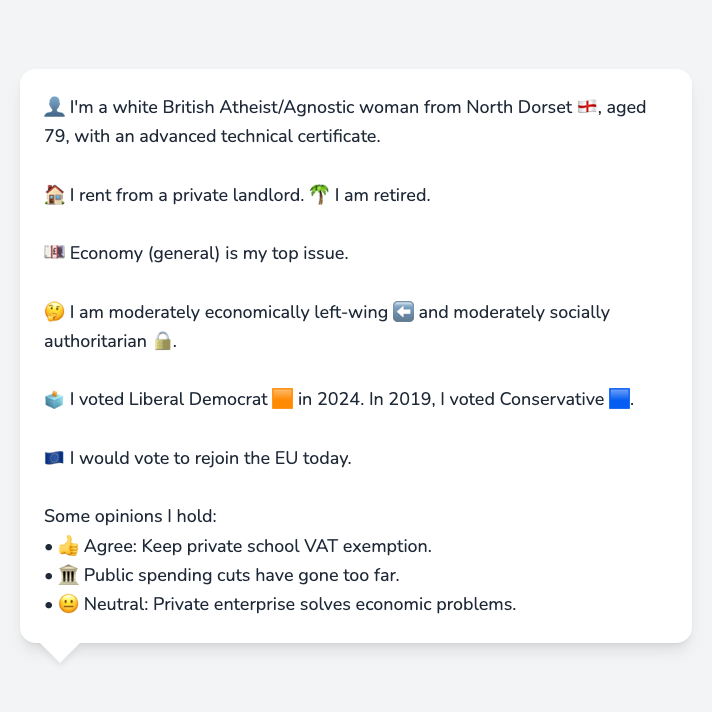 👤 I'm a white British Atheist/Agnostic woman from North Dorset 🏴󠁧󠁢󠁥󠁮󠁧󠁿, aged
79, with an advanced technical certificate.
🏠 I rent from a private landlord. 🌴 I am retired.
💷 Economy (general) is my top issue.
🤔 I am moderately economically left-wing ⬅️ and moderately socially
authoritarian 🔒.
🗳️ I voted Liberal Democrat 🟧 in 2024. In 2019, I voted Conservative 🟦.
🇪🇺 I would vote to rejoin the EU today.
Some opinions I hold:
• 👍 Agree: Keep private school VAT exemption.
• 🏛️ Public spending cuts have gone too far.
• 😐 Neutral: Private enterprise solves economic problems.